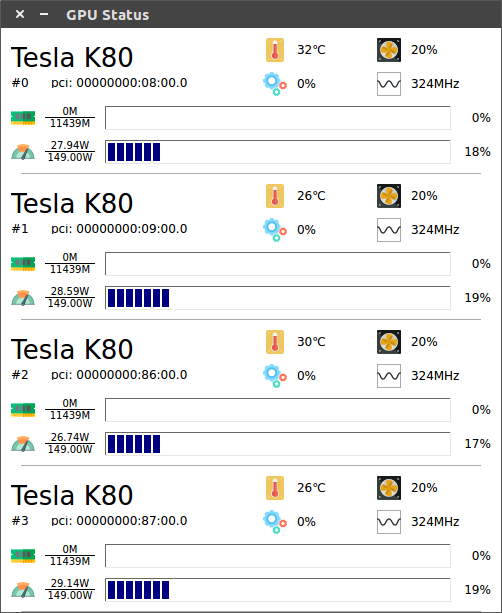 GPU Status
Tesla K80
32℃ 20%
#0 pci: 00000000:08:00.0 0% 324MHz
0M
11439M
0%
27.94W
149.00W
18%
Tesla K80
26℃ 20%
#1 pci: 00000000:09:00.0 0% 324MHz
0M
11439M
0%
28.59W
149.00W
19%
Tesla K80
30℃ 20%
#2 pci: 00000000:86:00.0 0% 324MHz
0M
11439M
0%
26.74W
149.00W
17%
Tesla K80
26℃ 20%
#3 pci: 00000000:87:00.0 0% 324MHz
0M
11439M
0%
29.14W
149.00W
19%